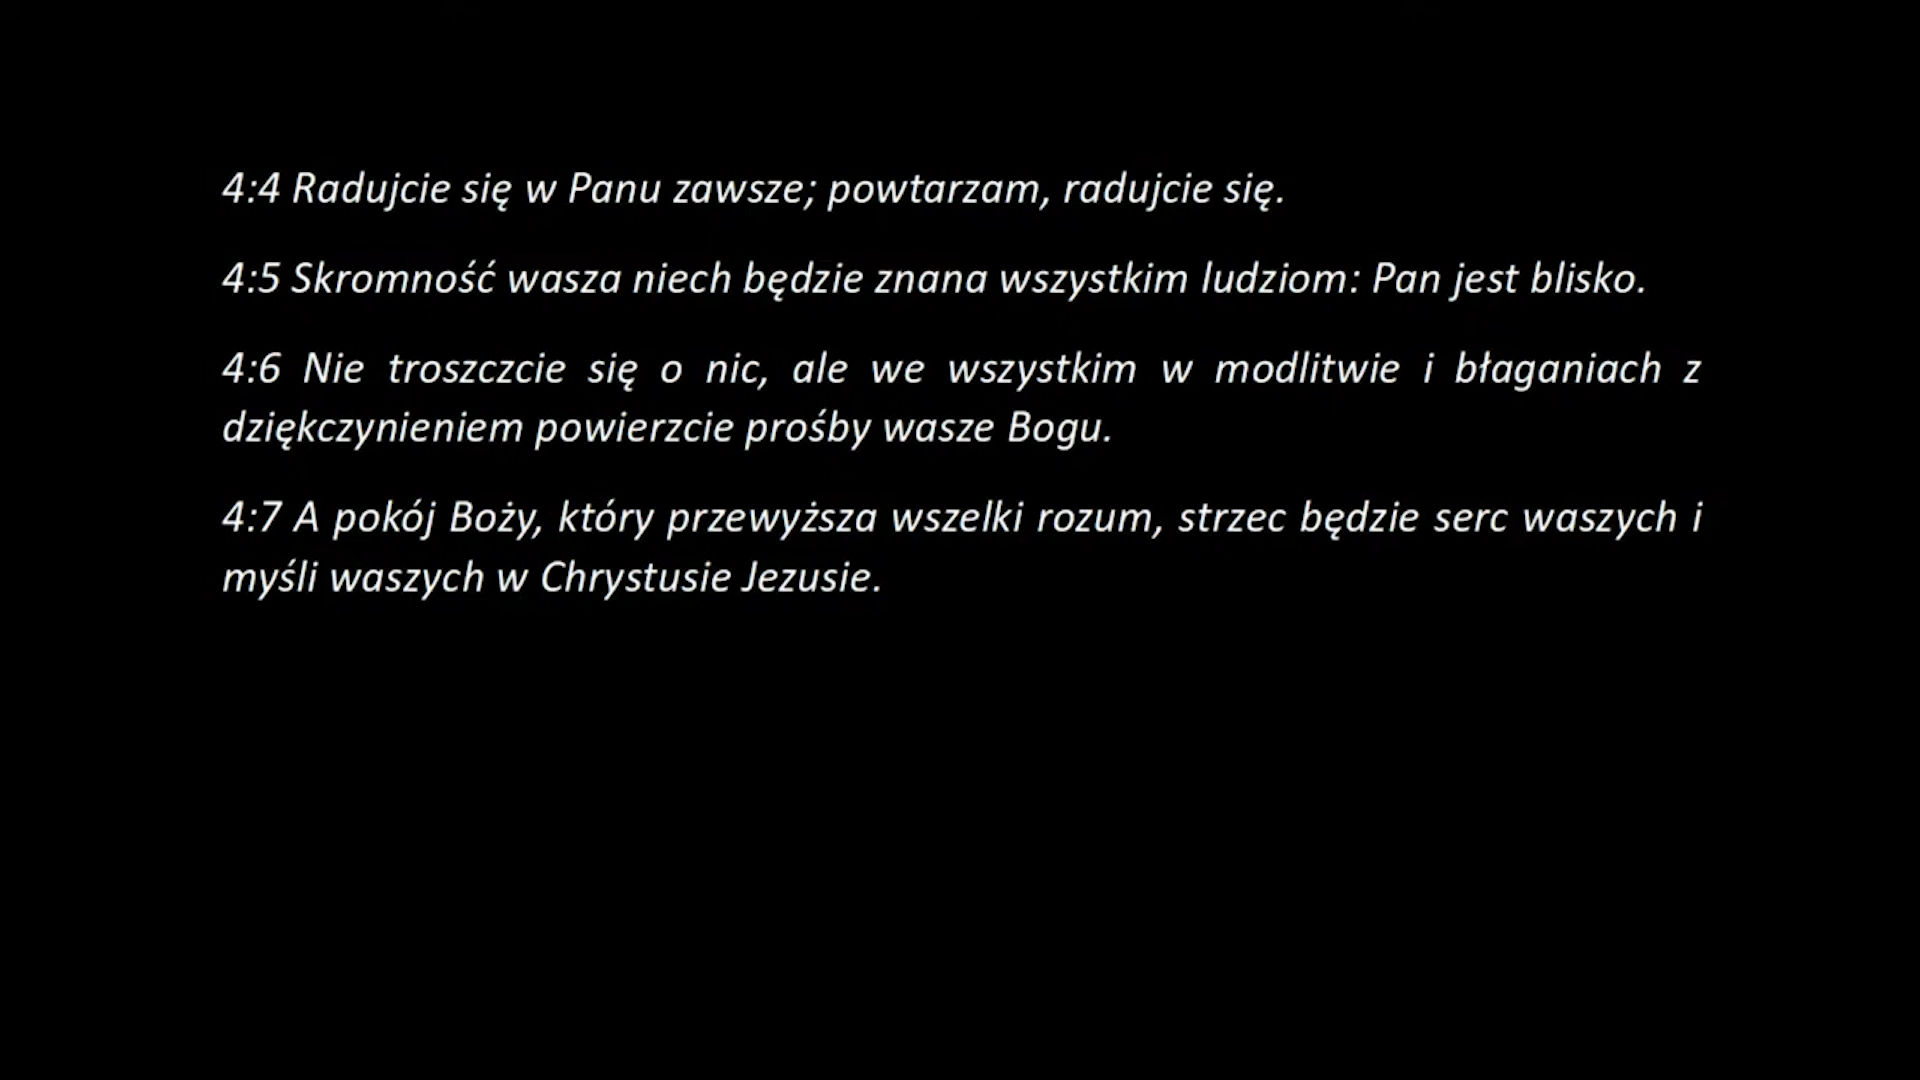 4:4 Radujcie się w Panu zawsze; powtarzam, radujcie się.
4:5 Skromność wasza niech będzie znana wszystkim ludziom: Pan jest blisko.
4:6 Nie troszczcie się o nic, ale we wszystkim w modlitwie i błaganiach z
dziękczynieniem powierzcie prośby wasze Bogu.
4:7 A pokój Boży, który przewyższa wszelki rozum, strzec będzie serc waszych i
myśli waszych w Chrystusie Jezusie.